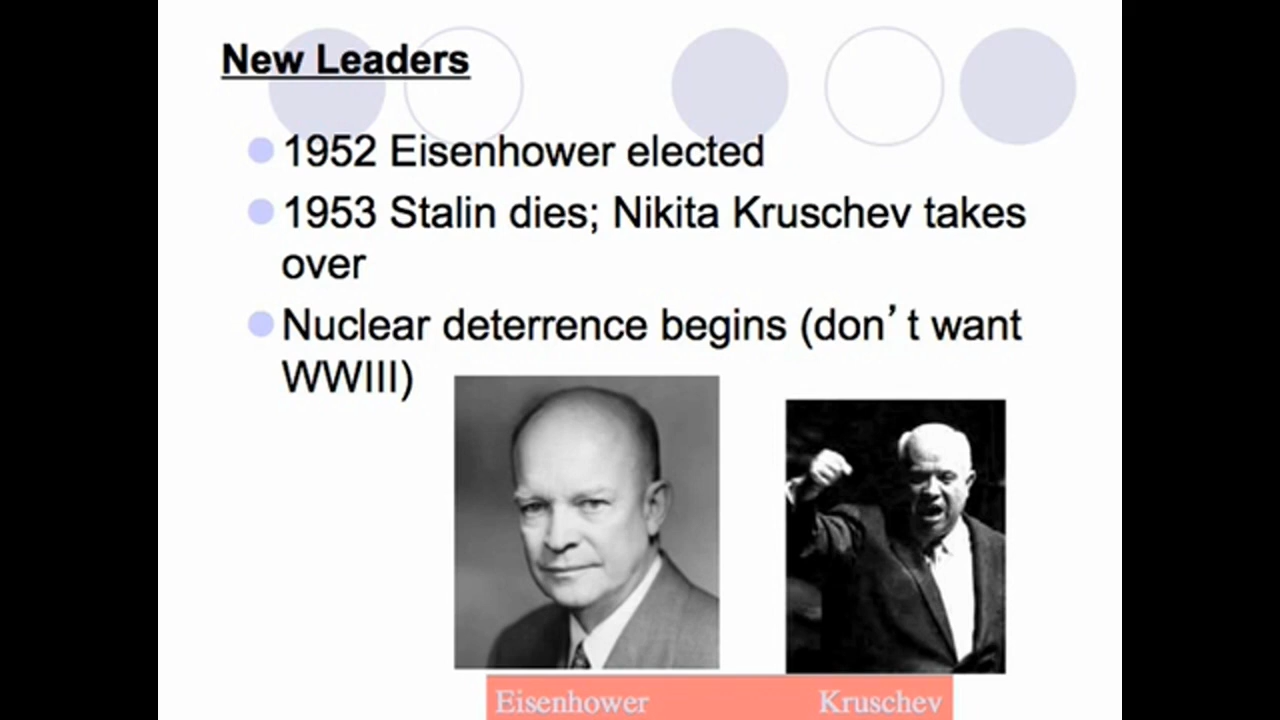 New Leaders
1952 Eisenhower elected
1953 Stalin dies; Nikita Kruschev takes
over
Nuclear deterrence begins (don’t want
WWIII)
Eisenhower Kruschev